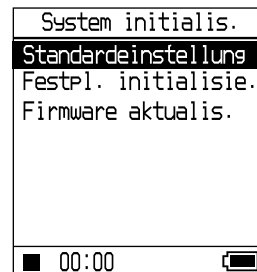 System initialis.
Standardeinstellung
Festpl. initialisie.
Firmware aktualis.
00:00